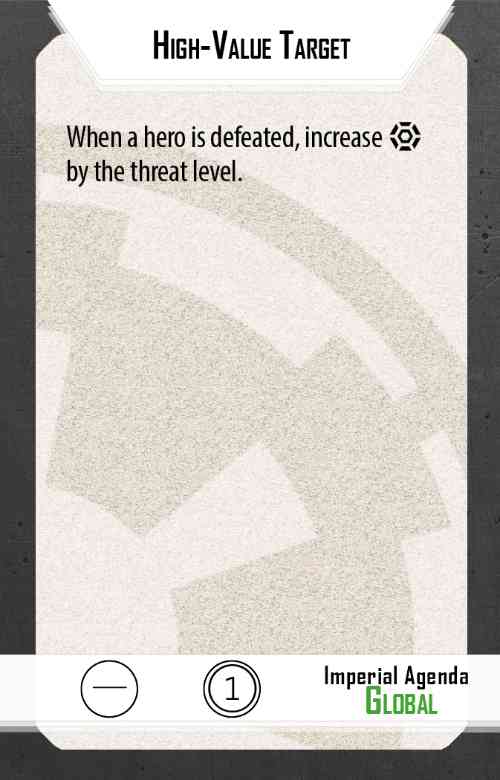 High-Value Target
When a hero is defeated, increase
by the threat level.
— 1
Imperial Agenda
Global